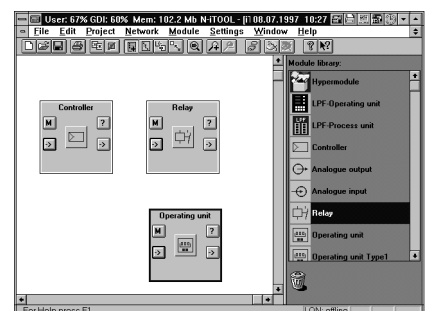 User: 67% GDI: 60% Mem: 102.2 Mb N-iTOOL - [i] 08.07.1997 10:27
File Edit Project Network Module Settings Window Help
Module library:
Hypermodule
LPF-Operating unit
LPF
LPF-Process unit
Controller
Analogue output
Analogue input
Relay
Operating unit
Operating unit Type1
Controller
M ?
-> ->
Relay
M ?
-> ->
Operating unit
M ?
-> ->
For Help press F1
ON: offline